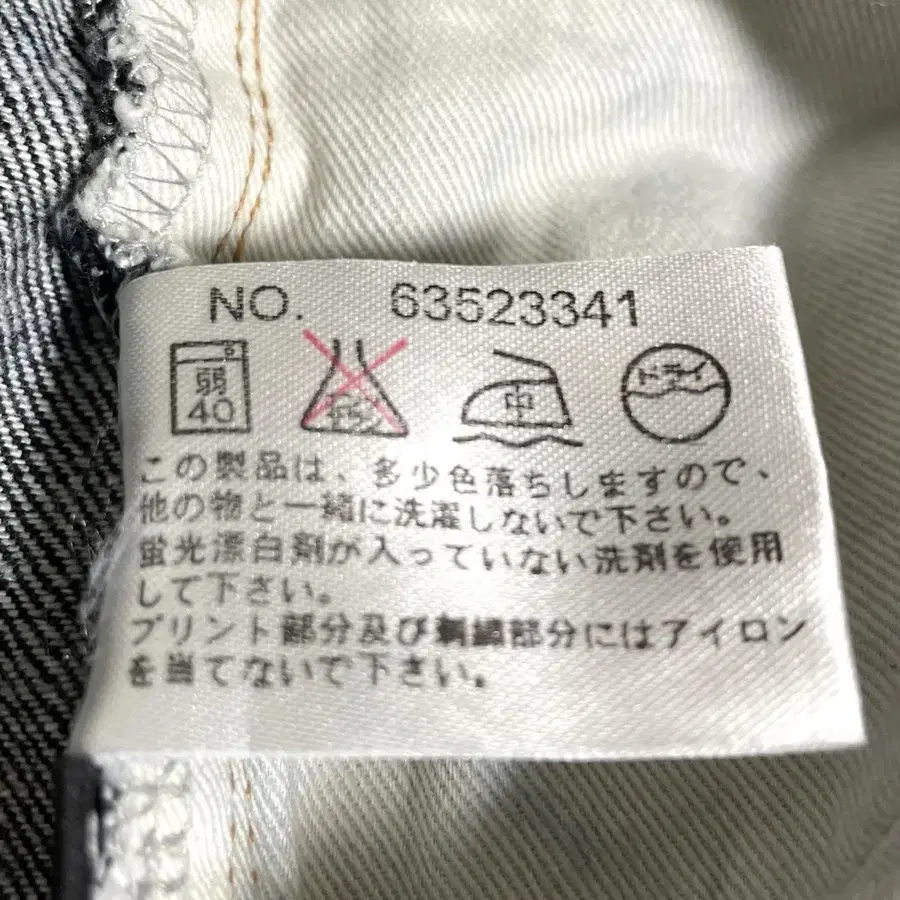 NO. 63523341
弱 40 中 ドライ
この製品は、多少色落ちしますので、
他の物と一緒に洗濯しないで下さい。
蛍光漂白剤が入っていない洗剤を使用
して下さい。
プリント部分及び刺繍部分にはアイロン
を当てないで下さい。